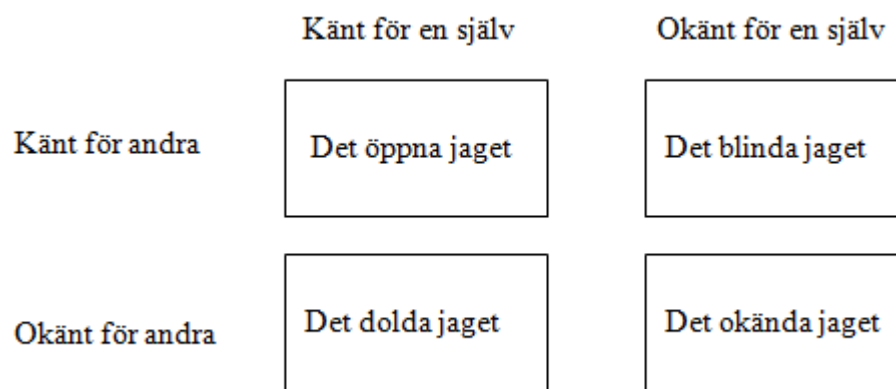 Känt för en själv
Okänt för en själv
Känt för andra
Det öppna jaget
Det blinda jaget
Okänt för andra
Det dolda jaget
Det okända jaget